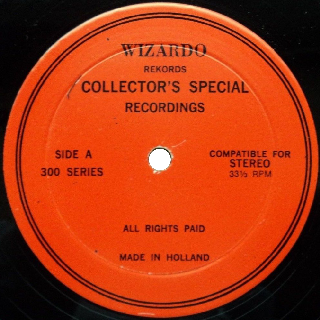 WIZARDO
REKORDS
COLLECTOR'S SPECIAL
RECORDINGS
SIDE A
300 SERIES
COMPATIBLE FOR
STEREO
33⅓ RPM
ALL RIGHTS PAID
MADE IN HOLLAND